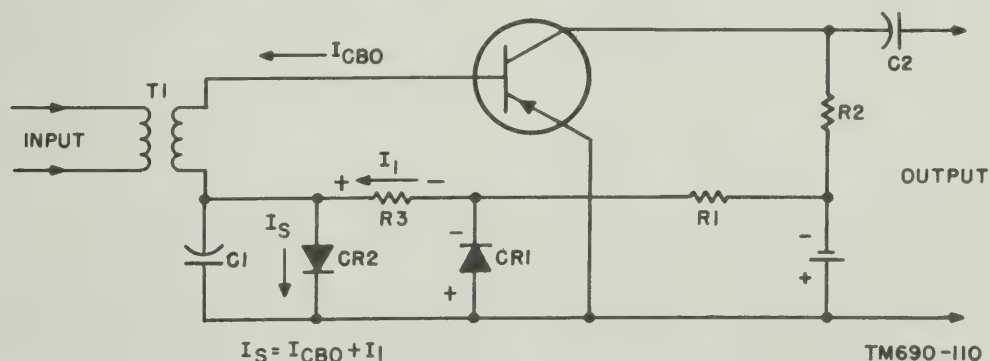 I_CBO
T1
INPUT
C2
R2
OUTPUT
+ I_1 -
R3
R1
I_S
C1
CR2
-
CR1
+
-
+
I_S = I_CBO + I_1
TM690-110